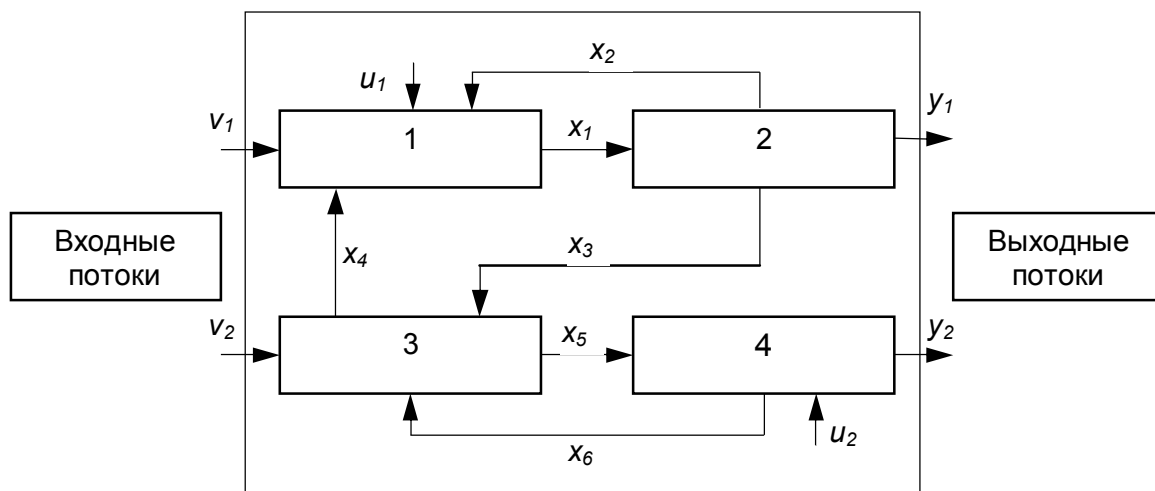 x2
u1
v1
1
x1
2
y1
Входные
потоки
x4
x3
Выходные
потоки
v2
3
x5
4
y2
x6
u2